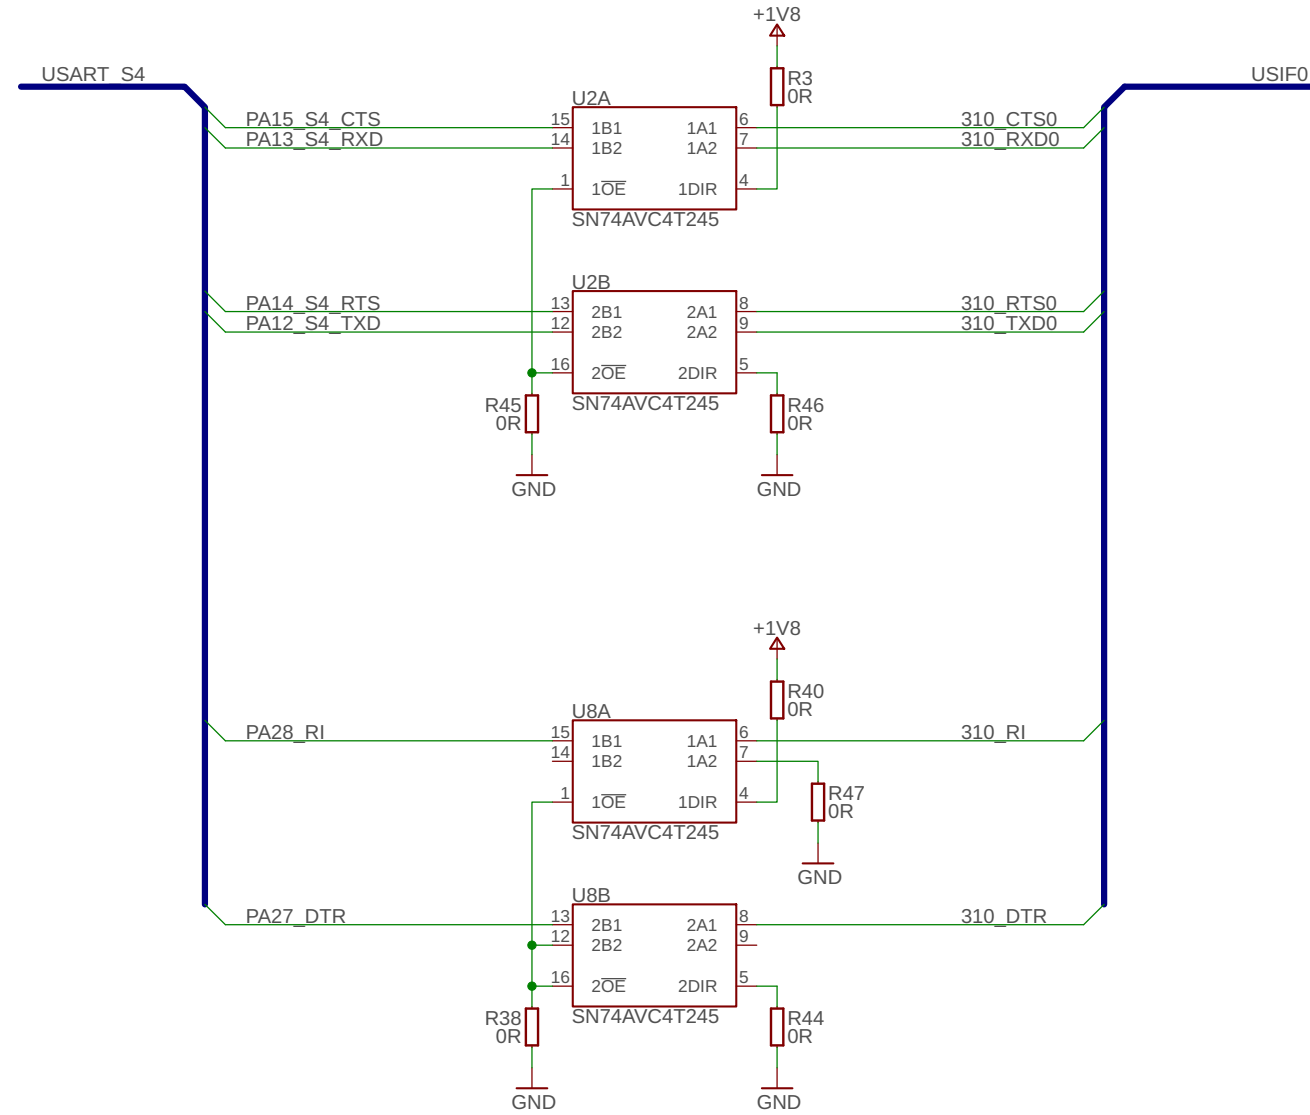 +1V8
USART_S4
USIF0
R3
0R
U2A
PA15_S4_CTS
15
1B1
1A1
6
310_CTS0
PA13_S4_RXD
14
1B2
1A2
7
310_RXD0
1
1OE
1DIR
4
SN74AVC4T245
U2B
PA14_S4_RTS
13
2B1
2A1
8
310_RTS0
PA12_S4_TXD
12
2B2
2A2
9
310_TXD0
16
2OE
2DIR
5
SN74AVC4T245
R45
0R
R46
0R
GND
GND
+1V8
R40
0R
U8A
PA28_RI
15
1B1
1A1
6
310_RI
14
1B2
1A2
7
1
1OE
1DIR
4
R47
0R
SN74AVC4T245
GND
U8B
PA27_DTR
13
2B1
2A1
8
310_DTR
12
2B2
2A2
9
16
2OE
2DIR
5
SN74AVC4T245
R38
0R
R44
0R
GND
GND